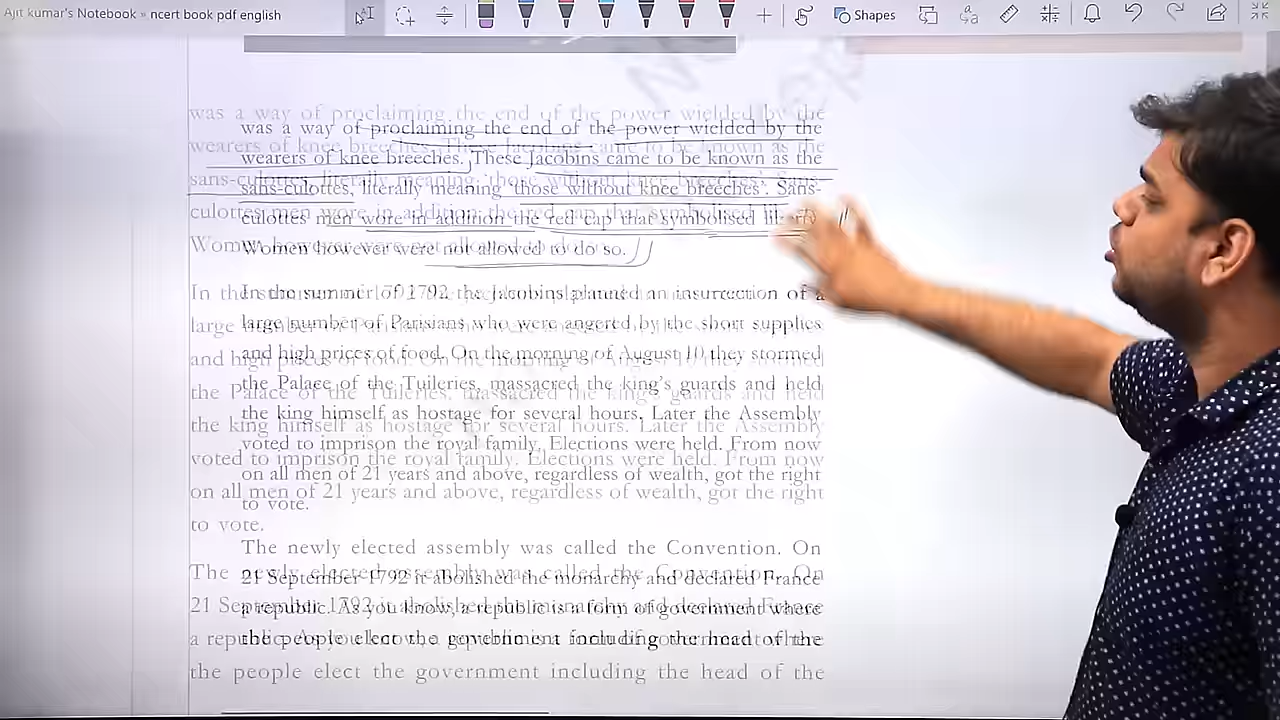 Ajit kumar's Notebook » ncert book pdf english
Shapes
was a way of proclaiming the end of the power wielded by the
wearers of knee breeches. These Jacobins came to be known as the
sans-culottes, literally meaning 'those without knee breeches'. Sans-
culottes men wore in addition the red cap that symbolised liberty.
Women however were not allowed to do so.
In the summer of 1792 the Jacobins planned an insurrection of a
large number of Parisians who were angered by the short supplies
and high prices of food. On the morning of August 10 they stormed
the Palace of the Tuileries, massacred the king's guards and held
the king himself as hostage for several hours. Later the Assembly
voted to imprison the royal family. Elections were held. From now
on all men of 21 years and above, regardless of wealth, got the right
to vote.
The newly elected assembly was called the Convention. On
21 September 1792 it abolished the monarchy and declared France
a republic. As you know, a republic is a form of government where
the people elect the government including the head of the